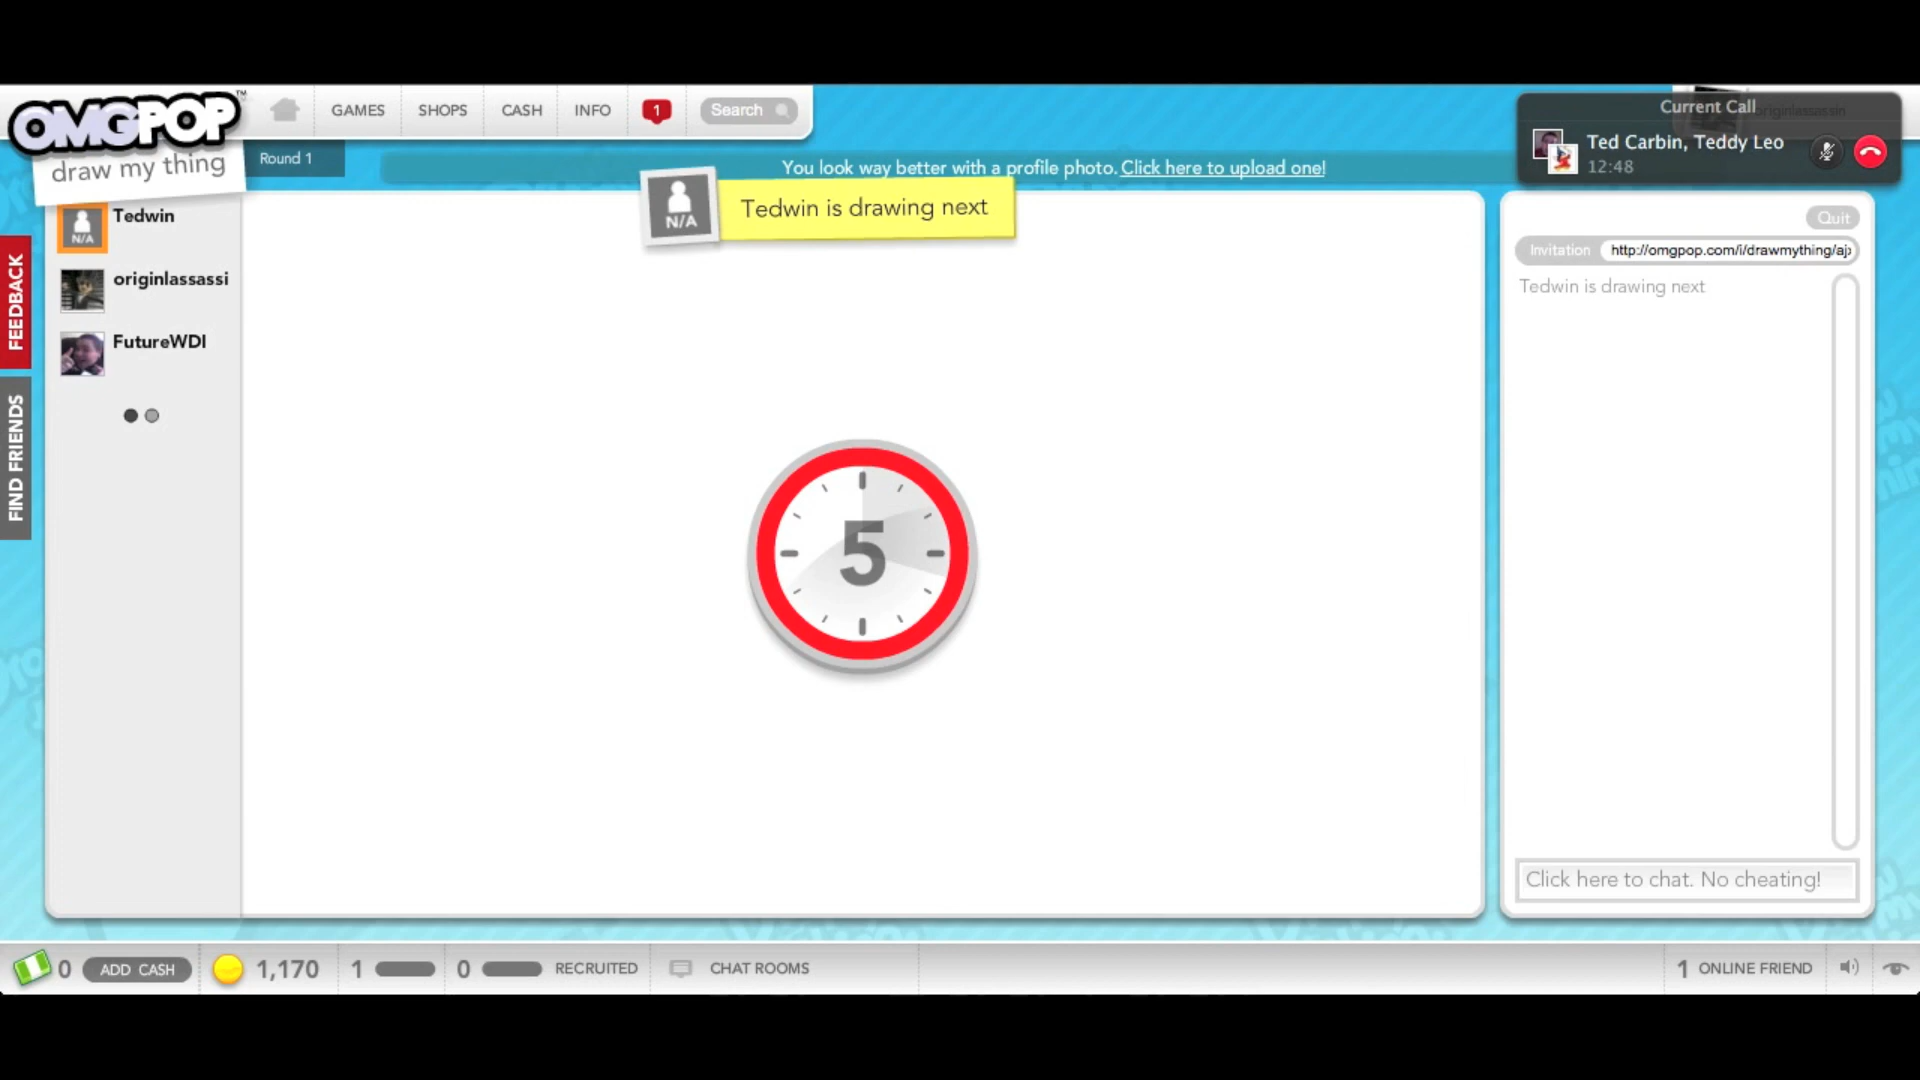 OMGPOP™
draw my thing
GAMES
SHOPS
CASH
INFO
1
Search
Current Call
originlassassin
Ted Carbin, Teddy Leo
12:48
Round 1
You look way better with a profile photo. Click here to upload one!
N/A
Tedwin is drawing next
N/A
Tedwin
originlassassi
FutureWDI
FEEDBACK
FIND FRIENDS
5
Quit
Invitation http://omgpop.com/i/drawmything/aj
Tedwin is drawing next
Click here to chat. No cheating!
0 ADD CASH 1,170 1 0 RECRUITED CHAT ROOMS 1 ONLINE FRIEND